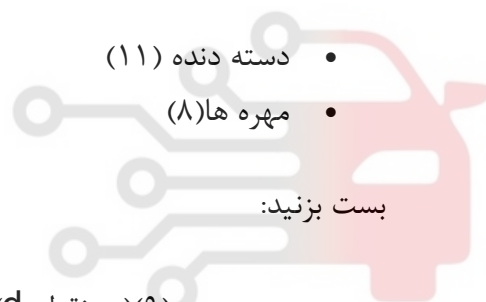 • دسته دنده (۱۱)
• مهره ها(۸)
بست بزنید: